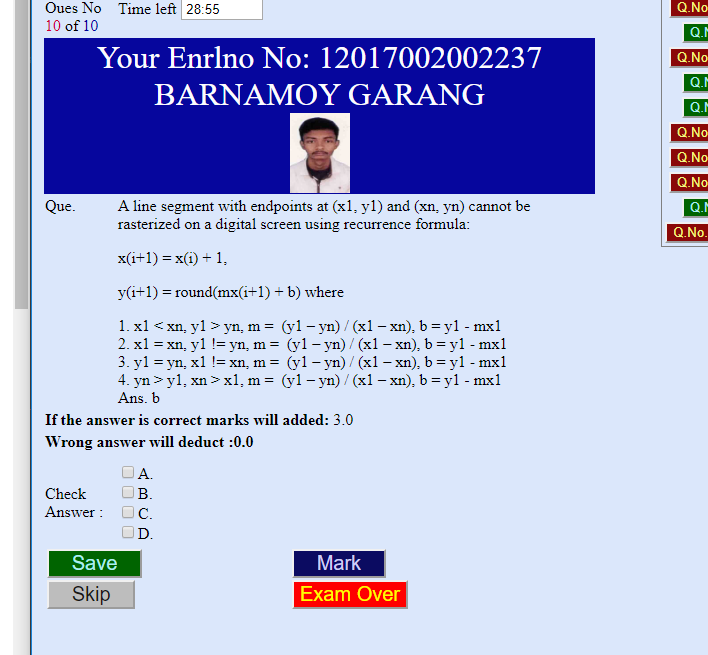 Ques No Time left 28:55
10 of 10
Your Enrlno No: 12017002002237
BARNAMOY GARANG
Que. A line segment with endpoints at (x1, y1) and (xn, yn) cannot be
rasterized on a digital screen using recurrence formula:
x(i+1) = x(i) + 1,
y(i+1) = round(mx(i+1) + b) where
1. x1 < xn, y1 > yn, m = (y1 – yn) / (x1 – xn), b = y1 - mx1
2. x1 = xn, y1 != yn, m = (y1 – yn) / (x1 – xn), b = y1 - mx1
3. y1 = yn, x1 != xn, m = (y1 – yn) / (x1 – xn), b = y1 - mx1
4. yn > y1, xn > x1, m = (y1 – yn) / (x1 – xn), b = y1 - mx1
Ans. b
If the answer is correct marks will added: 3.0
Wrong answer will deduct :0.0
Check
Answer :
A.
B.
C.
D.
Save
Mark
Skip
Exam Over
Q.No
Q.
Q.No
Q.
Q.
Q.No
Q.No
Q.No
Q.
Q.No.